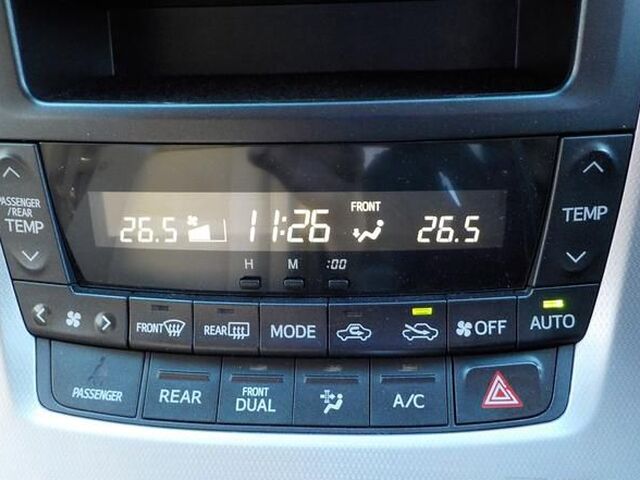 PASSENGER
/REAR
TEMP
26.5 11:26 FRONT 26.5
TEMP
H M :00
FRONT REAR MODE OFF AUTO
PASSENGER REAR FRONT DUAL A/C